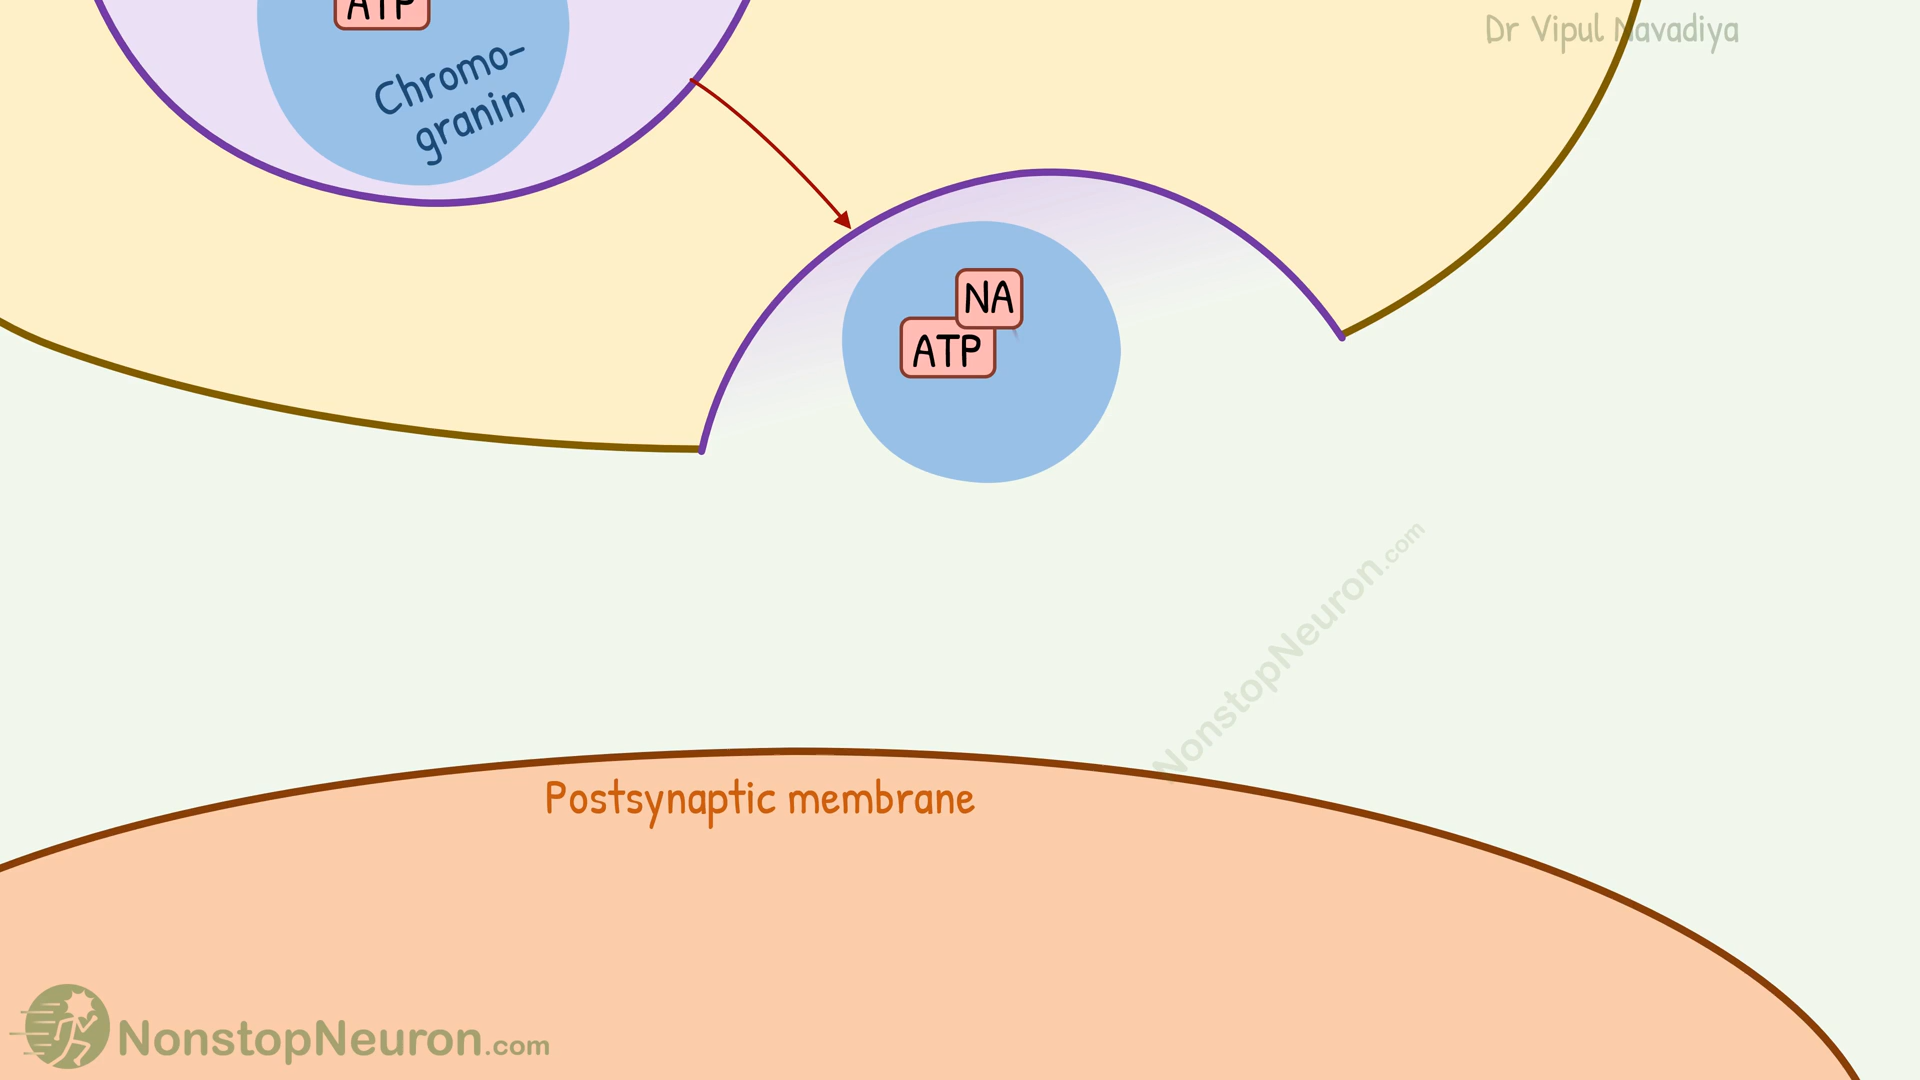 ATP
Dr Vipul Navadiya
Chromo-
granin
NA
ATP
NonstopNeuron.com
Postsynaptic membrane
NonstopNeuron.com